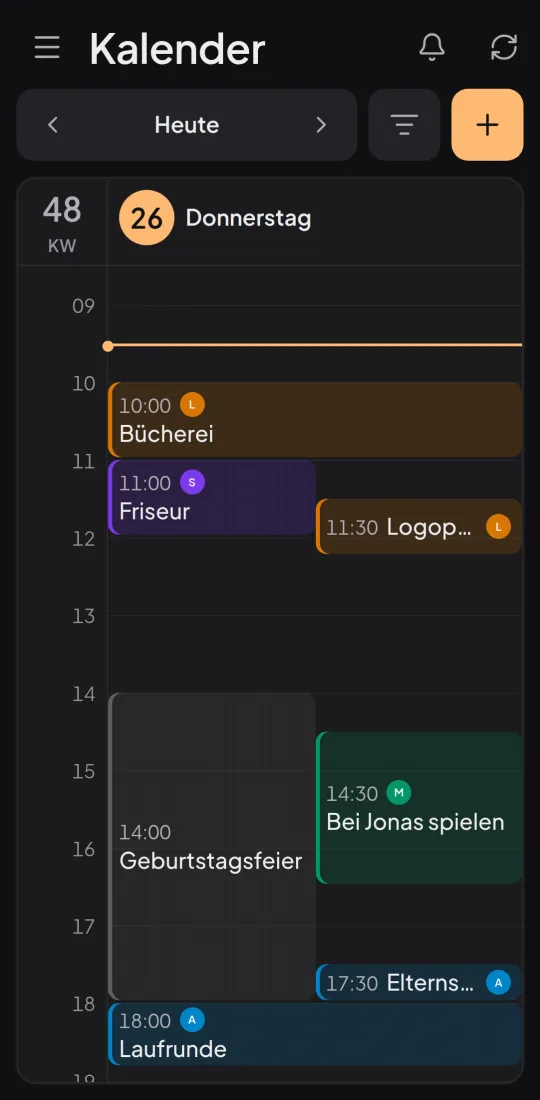 Kalender
Heute
48
KW
26 Donnerstag
09
10
10:00 L
Bücherei
11
11:00 S
Friseur
11:30 Logop... L
12
13
14
14:30 M
Bei Jonas spielen
15
14:00
Geburtstagsfeier
16
17
17:30 Elterns... A
18
18:00 A
Laufrunde
19